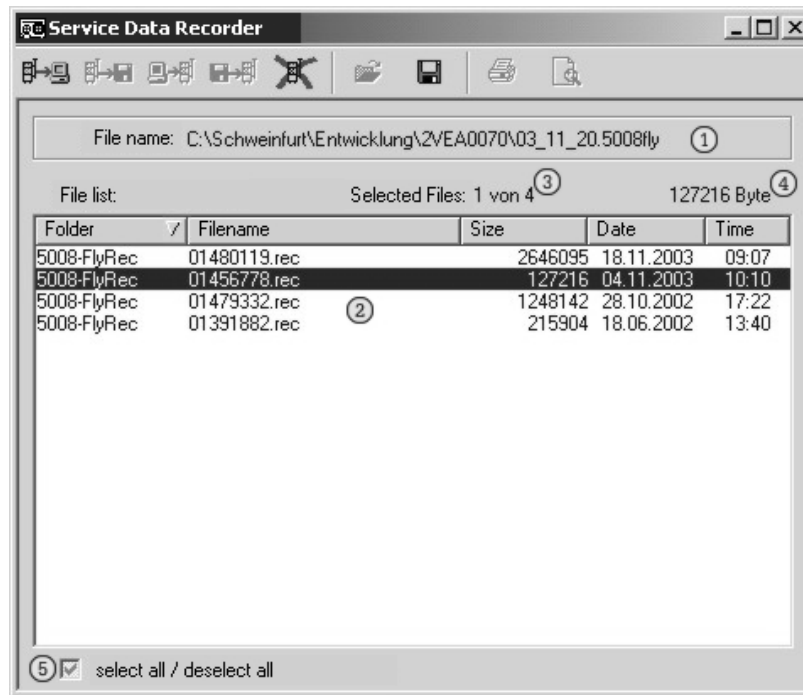 Service Data Recorder
File name: C:\Schweinfurt\Entwicklung\2VEA0070\03_11_20.5008fly ①
File list: Selected Files: 1 von 4 ③ 127216 Byte ④
Folder Filename Size Date Time
5008-FlyRec 01480119.rec 2646095 18.11.2003 09:07
5008-FlyRec 01456778.rec 127216 04.11.2003 10:10
5008-FlyRec 01479332.rec ② 1248142 28.10.2002 17:22
5008-FlyRec 01391882.rec 215904 18.06.2002 13:40
⑤ select all / deselect all